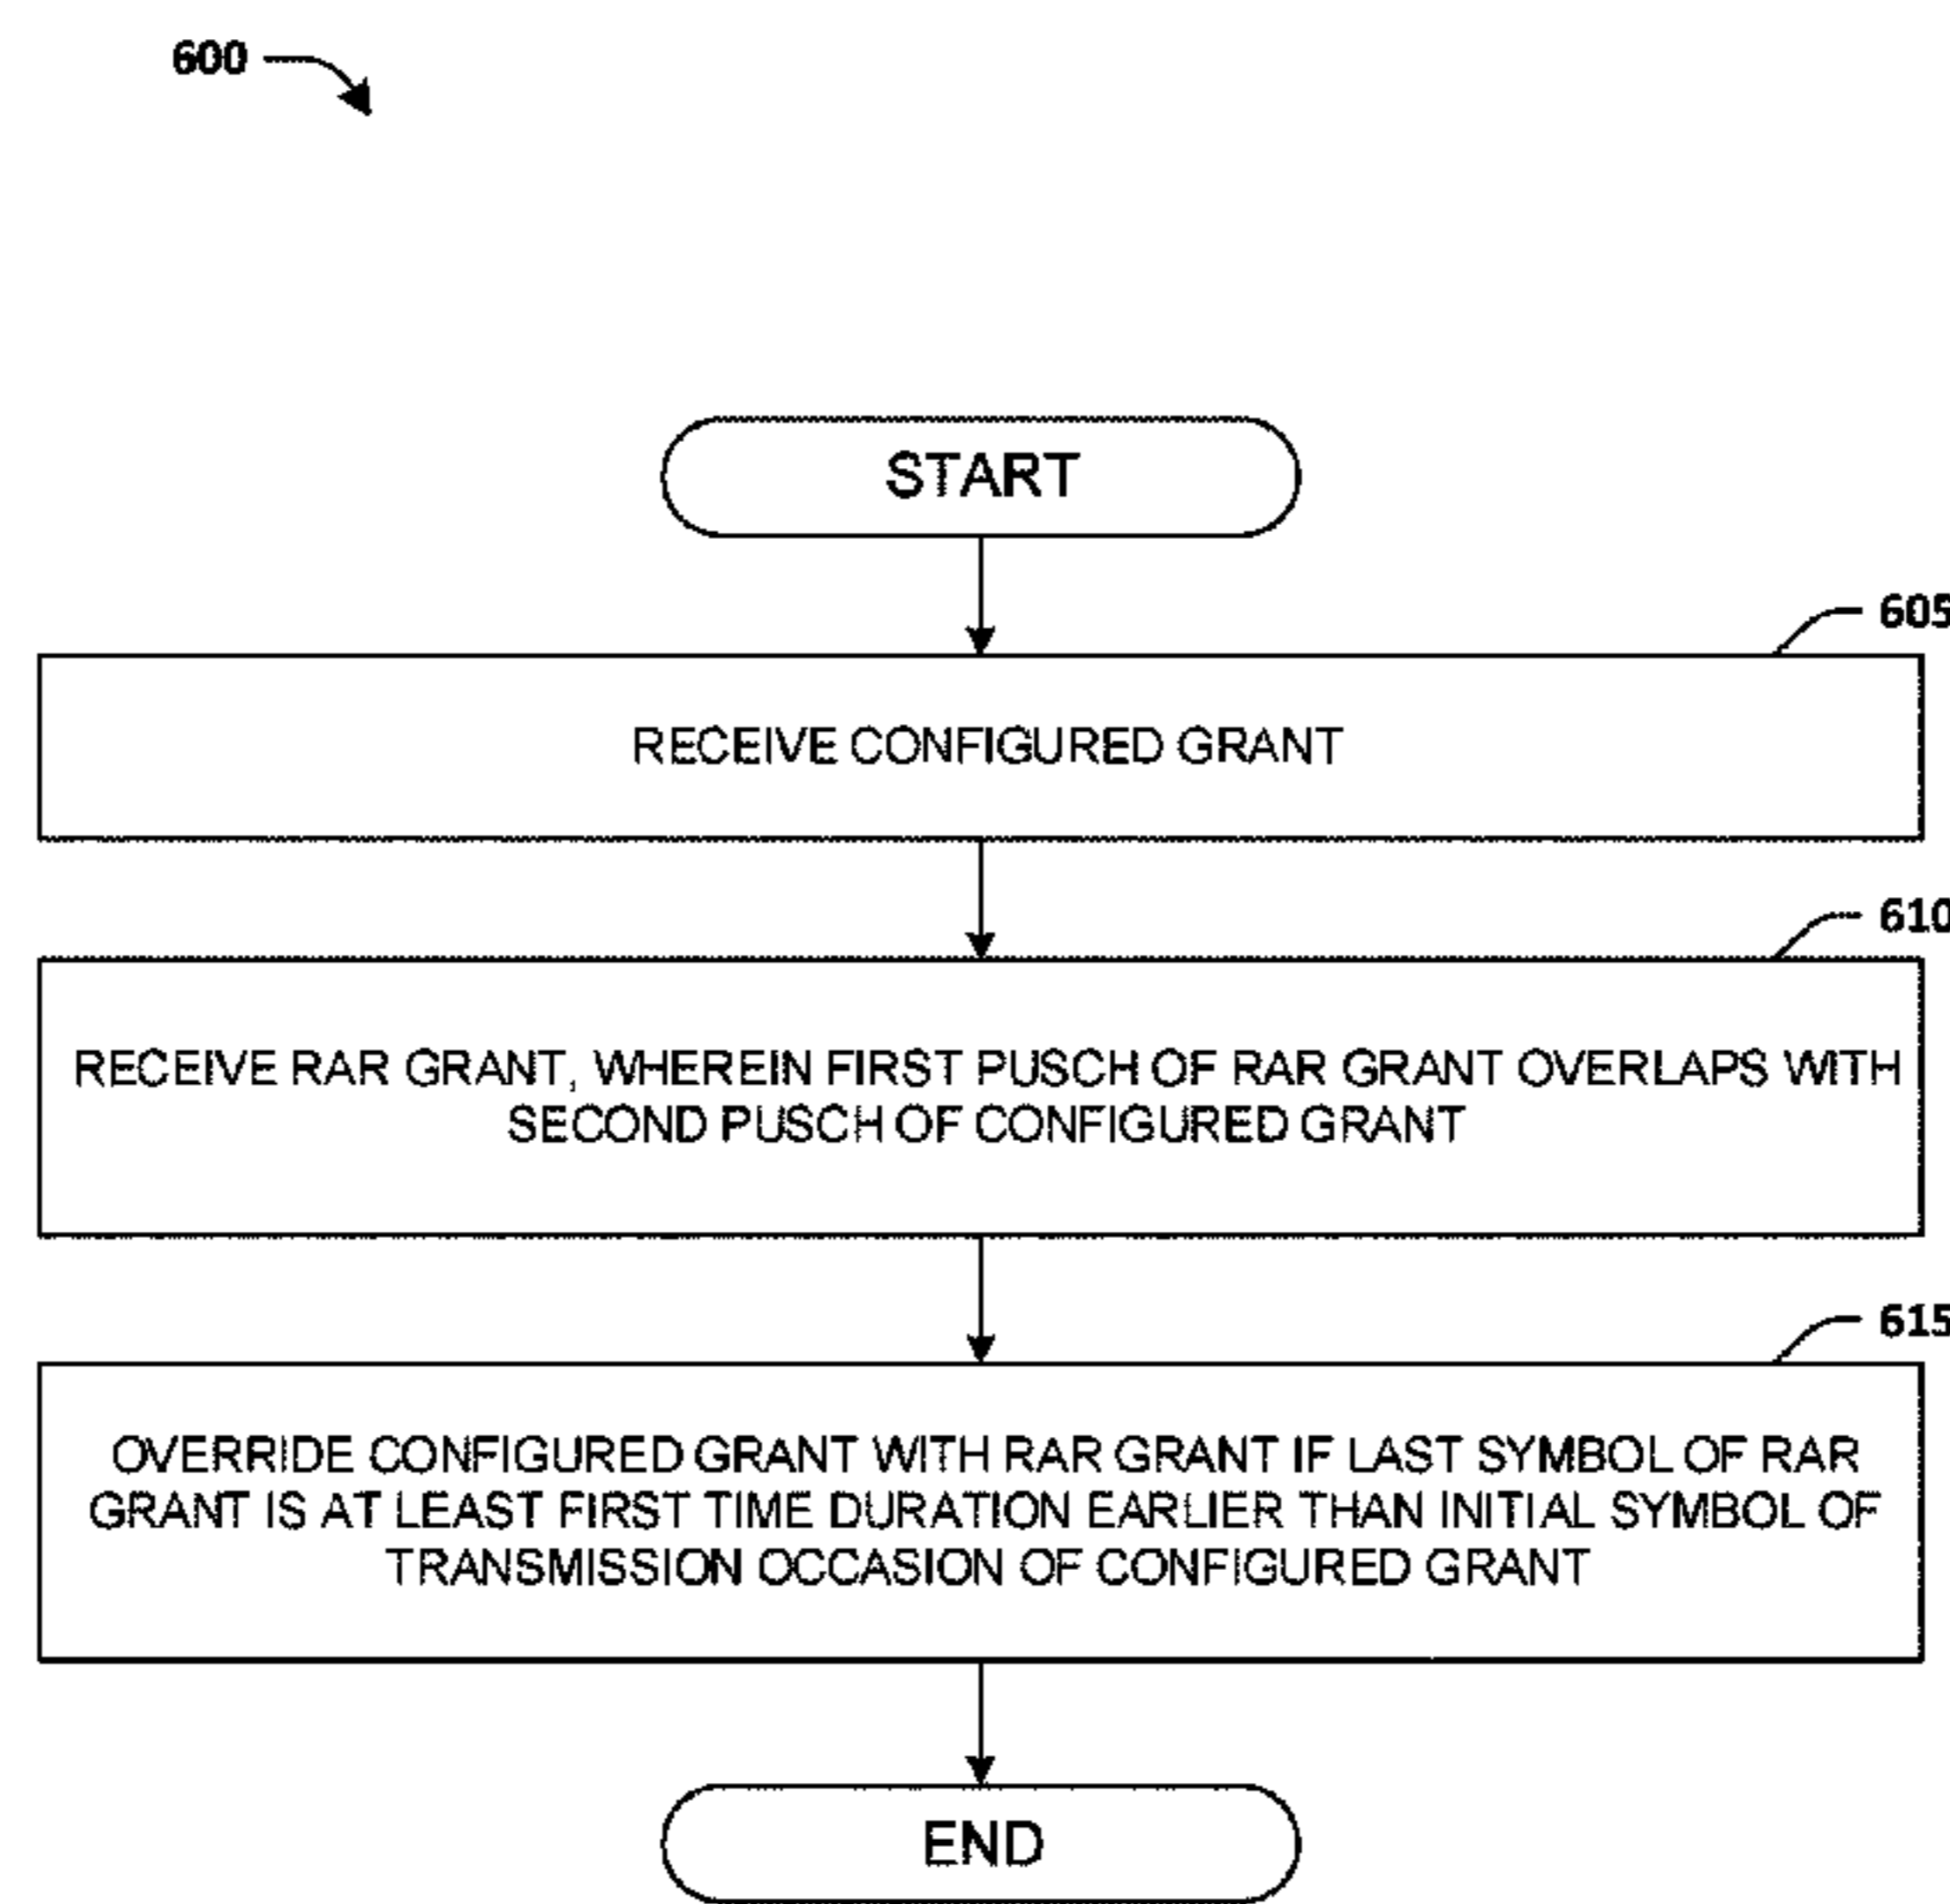 600
START
605
RECEIVE CONFIGURED GRANT
610
RECEIVE RAR GRANT, WHEREIN FIRST PUSCH OF RAR GRANT OVERLAPS WITH
SECOND PUSCH OF CONFIGURED GRANT
615
OVERRIDE CONFIGURED GRANT WITH RAR GRANT IF LAST SYMBOL OF RAR
GRANT IS AT LEAST FIRST TIME DURATION EARLIER THAN INITIAL SYMBOL OF
TRANSMISSION OCCASION OF CONFIGURED GRANT
END